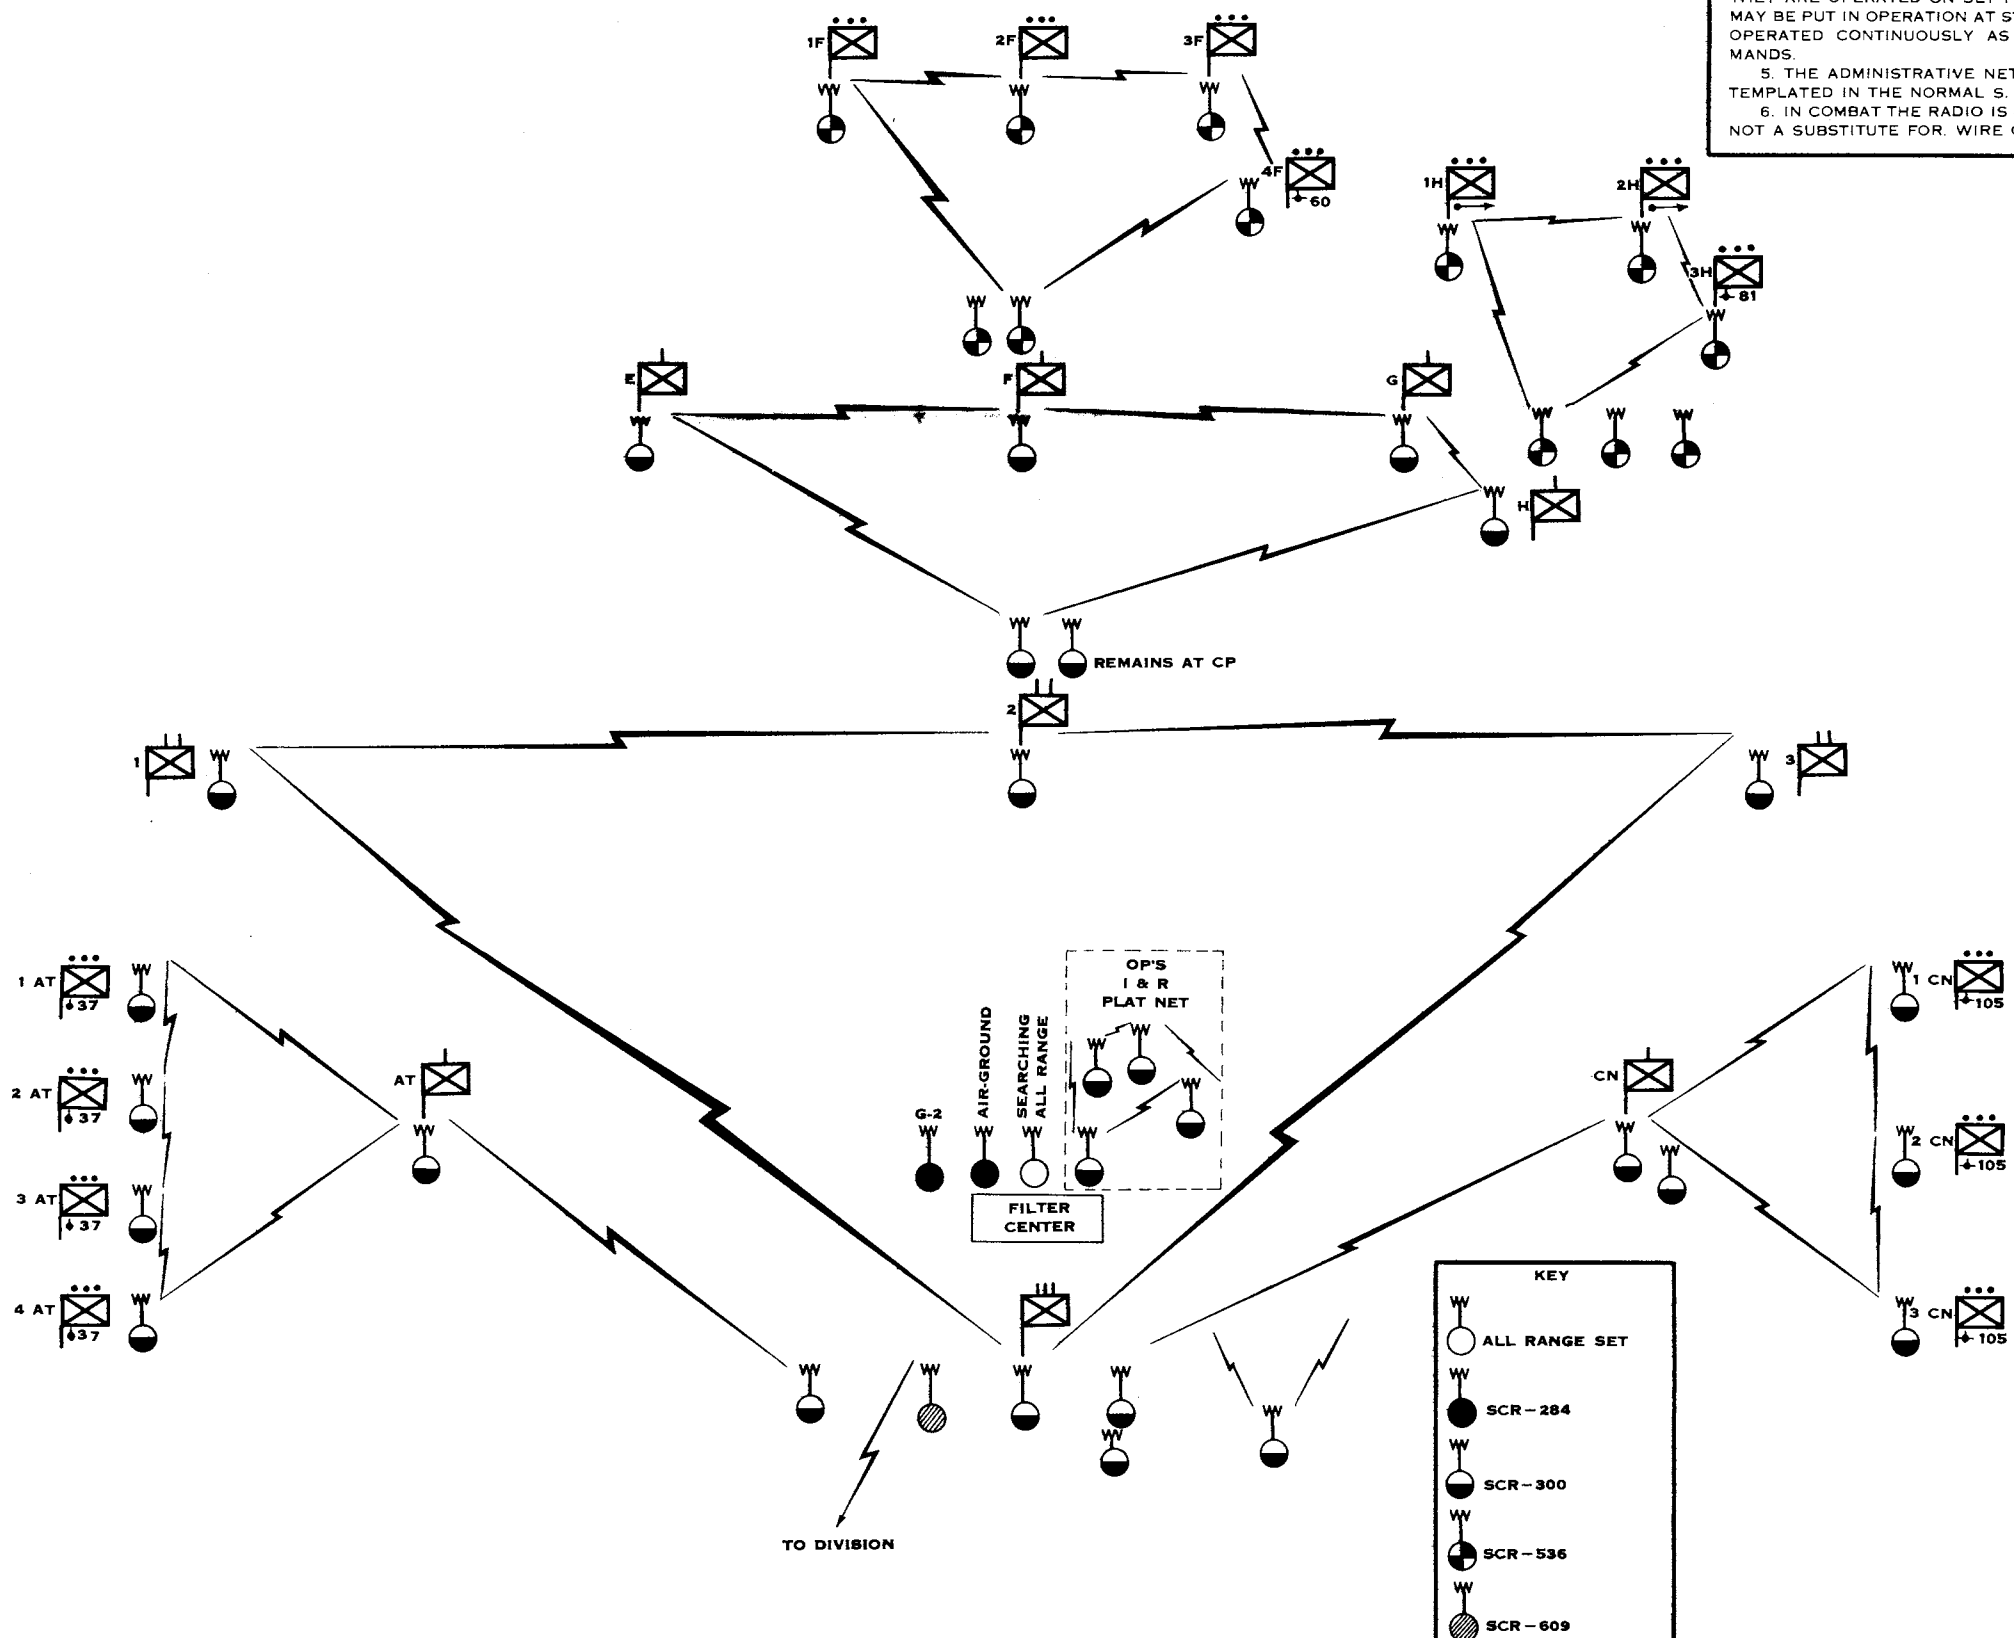 MAY BE PUT IN OPERATION AT
OPERATED CONTINUOUSLY AS
MANDS.
5. THE ADMINISTRATIVE NET
TEMPLATED IN THE NORMAL S.
6. IN COMBAT THE RADIO IS
NOT A SUBSTITUTE FOR. WIRE
1F
2F
3F
4F
60
1H
2H
3H
81
E
F
G
H
REMAINS AT CP
2
1
3
OP'S
I & R
PLAT NET
1 AT
37
2 AT
37
3 AT
37
4 AT
37
AT
G-2
AIR-GROUND
SEARCHING
ALL RANGE
FILTER
CENTER
CN
1 CN
105
2 CN
105
3 CN
105
TO DIVISION
KEY
ALL RANGE SET
SCR-284
SCR-300
SCR-536
SCR-609